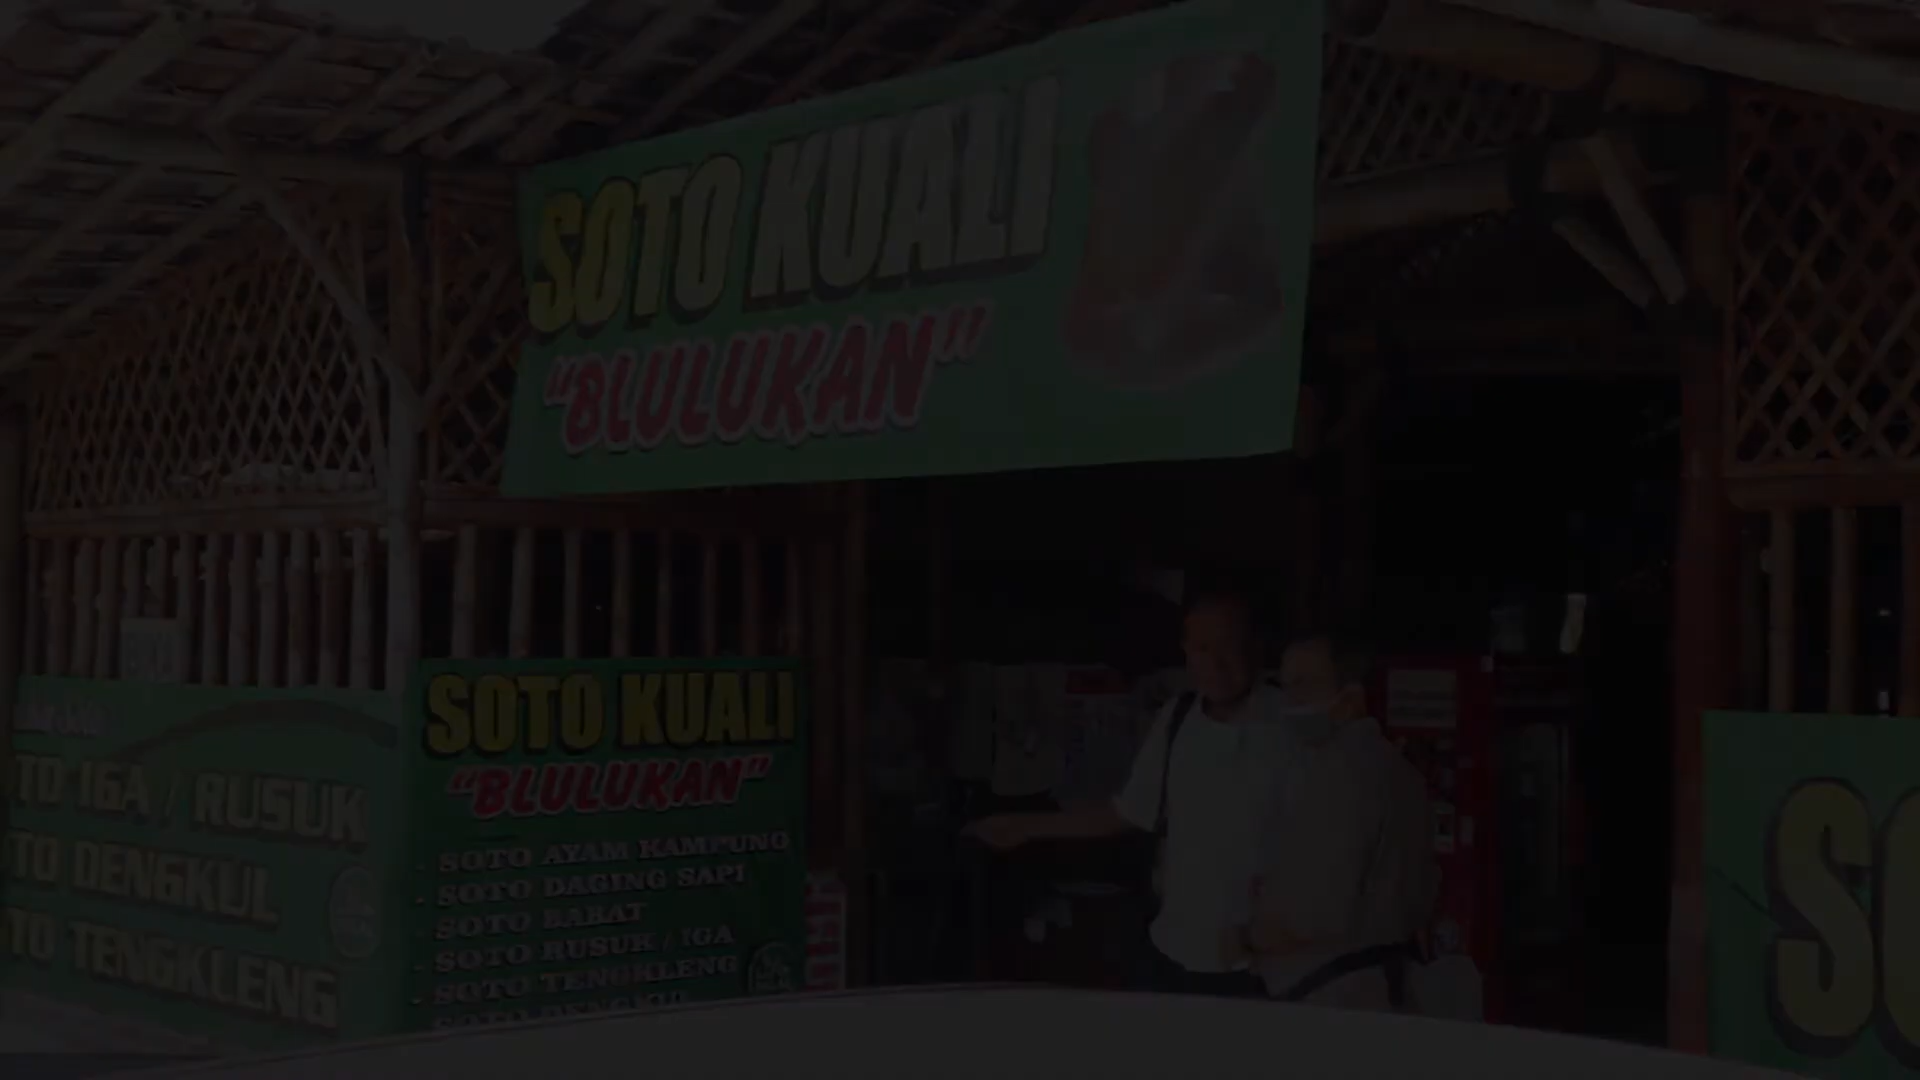 SOTO KUALI
"BLULUKAN"
TO IGA / RUSUK
TO DENGKUL
TO TENGKLENG
SOTO KUALI
"BLULUKAN"
- SOTO AYAM KAMPUNG
- SOTO DAGING SAPI
- SOTO BABAT
- SOTO RUSUK / IGA
- SOTO TENGKLENG
SO